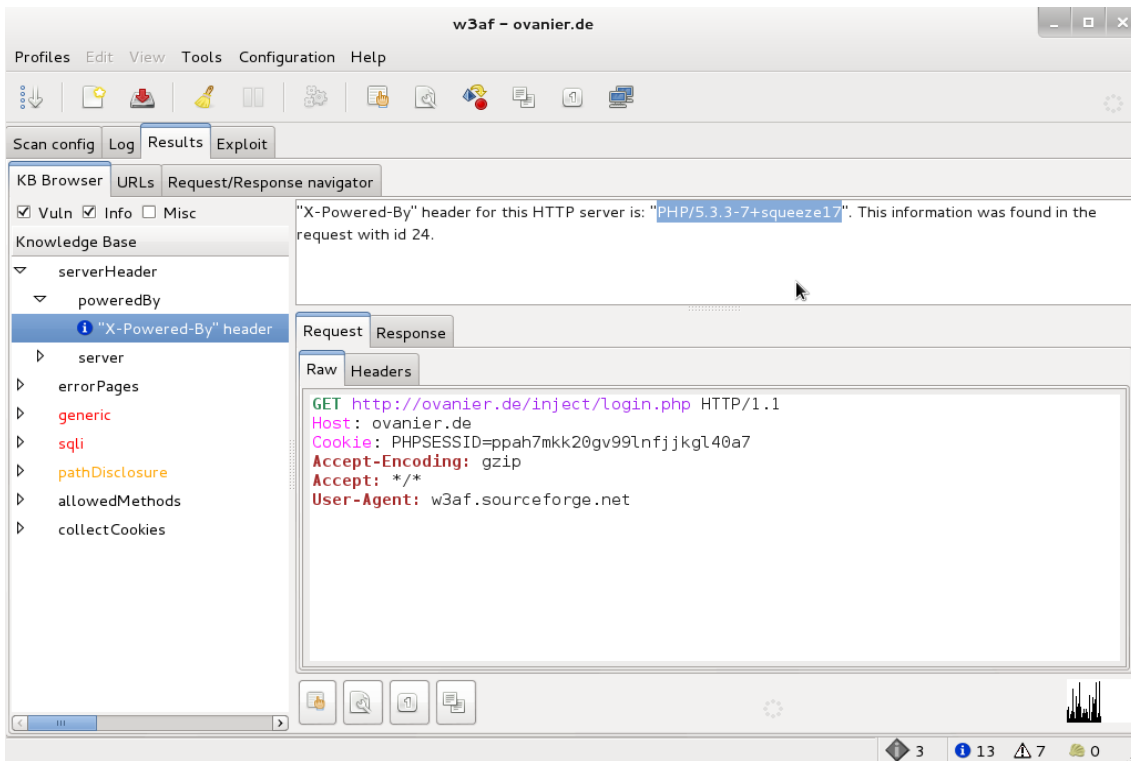 w3af – ovanier.de
Profiles Edit View Tools Configuration Help
Scan config Log Results Exploit
KB Browser URLs Request/Response navigator
Vuln Info Misc
Knowledge Base
serverHeader
poweredBy
"X-Powered-By" header
server
errorPages
generic
sqli
pathDisclosure
allowedMethods
collectCookies
"X-Powered-By" header for this HTTP server is: "PHP/5.3.3-7+squeeze17". This information was found in the
request with id 24.
Request Response
Raw Headers
GET http://ovanier.de/inject/login.php HTTP/1.1
Host: ovanier.de
Cookie: PHPSESSID=ppah7mkk20gv99lnfjjkgl40a7
Accept-Encoding: gzip
Accept: */*
User-Agent: w3af.sourceforge.net
3 13 7 0